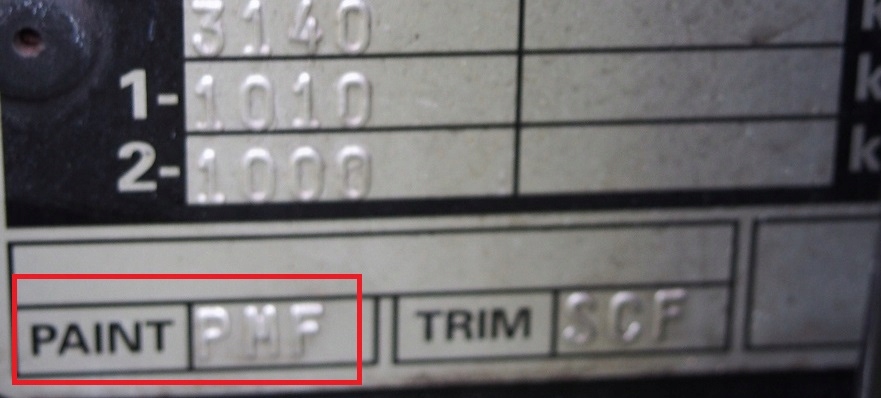 3140 k
1- 1010 k
2- 1000 k
PAINT PMF TRIM SCF